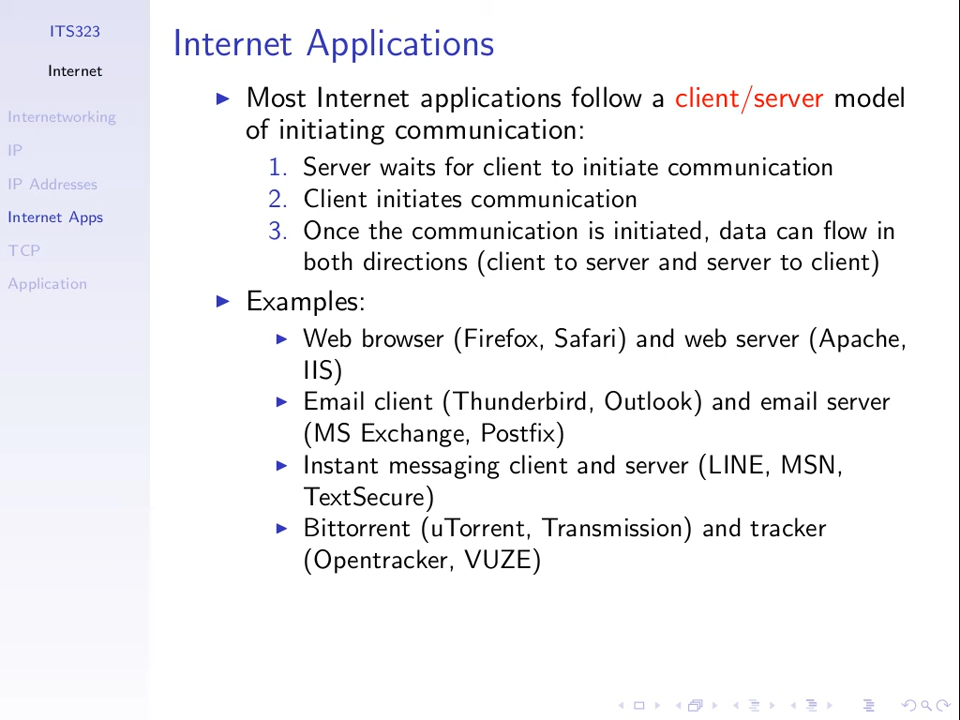 ITS323
Internet
Internetworking
IP
IP Addresses
Internet Apps
TCP
Application
Internet Applications
Most Internet applications follow a client/server model
of initiating communication:
1. Server waits for client to initiate communication
2. Client initiates communication
3. Once the communication is initiated, data can flow in
both directions (client to server and server to client)
Examples:
Web browser (Firefox, Safari) and web server (Apache,
IIS)
Email client (Thunderbird, Outlook) and email server
(MS Exchange, Postfix)
Instant messaging client and server (LINE, MSN,
TextSecure)
Bittorrent (uTorrent, Transmission) and tracker
(Opentracker, VUZE)